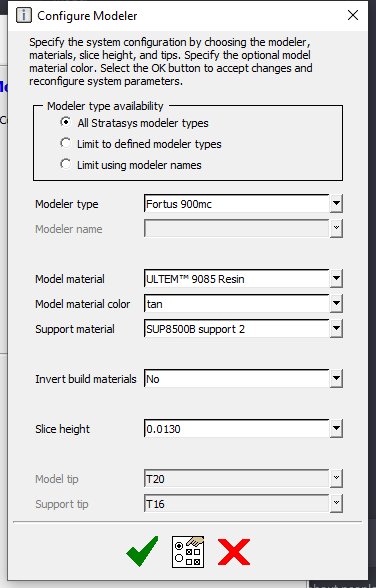 Configure Modeler
Specify the system configuration by choosing the modeler,
materials, slice height, and tips. Specify the optional model
material color. Select the OK button to accept changes and
reconfigure system parameters.
Modeler type availability
All Stratasys modeler types
Limit to defined modeler types
Limit using modeler names
Modeler type Fortus 900mc
Modeler name
Model material ULTEM™ 9085 Resin
Model material color tan
Support material SUP8500B support 2
Invert build materials No
Slice height 0.0130
Model tip T20
Support tip T16